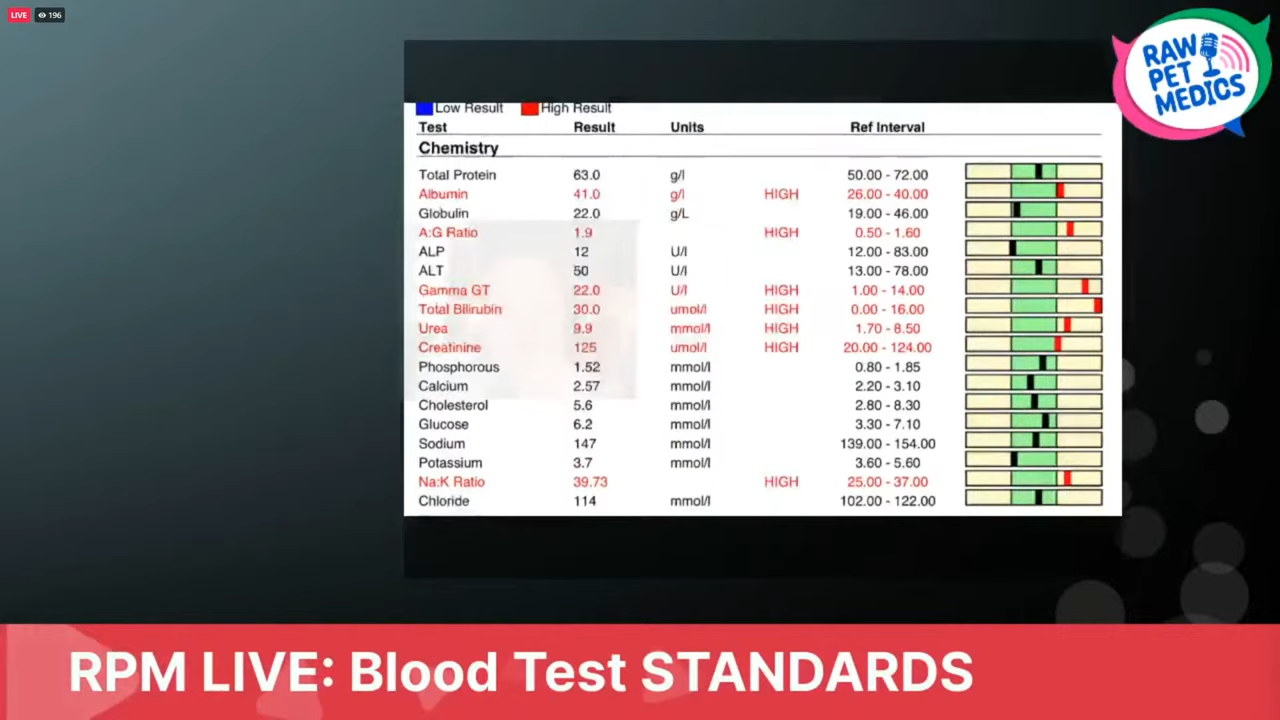 LIVE 196
RAW
PET
MEDICS
Low Result High Result
Test Result Units Ref Interval
Chemistry
Total Protein 63.0 g/l 50.00 - 72.00
Albumin 41.0 g/l HIGH 26.00 - 40.00
Globulin 22.0 g/L 19.00 - 46.00
A:G Ratio 1.9 HIGH 0.50 - 1.60
ALP 12 U/l 12.00 - 83.00
ALT 50 U/l 13.00 - 78.00
Gamma GT 22.0 U/l HIGH 1.00 - 14.00
Total Bilirubin 30.0 umol/l HIGH 0.00 - 16.00
Urea 9.9 mmol/l HIGH 1.70 - 8.50
Creatinine 125 umol/l HIGH 20.00 - 124.00
Phosphorous 1.52 mmol/l 0.80 - 1.85
Calcium 2.57 mmol/l 2.20 - 3.10
Cholesterol 5.6 mmol/l 2.80 - 8.30
Glucose 6.2 mmol/l 3.30 - 7.10
Sodium 147 mmol/l 139.00 - 154.00
Potassium 3.7 mmol/l 3.60 - 5.60
Na:K Ratio 39.73 HIGH 25.00 - 37.00
Chloride 114 mmol/l 102.00 - 122.00
RPM LIVE: Blood Test STANDARDS